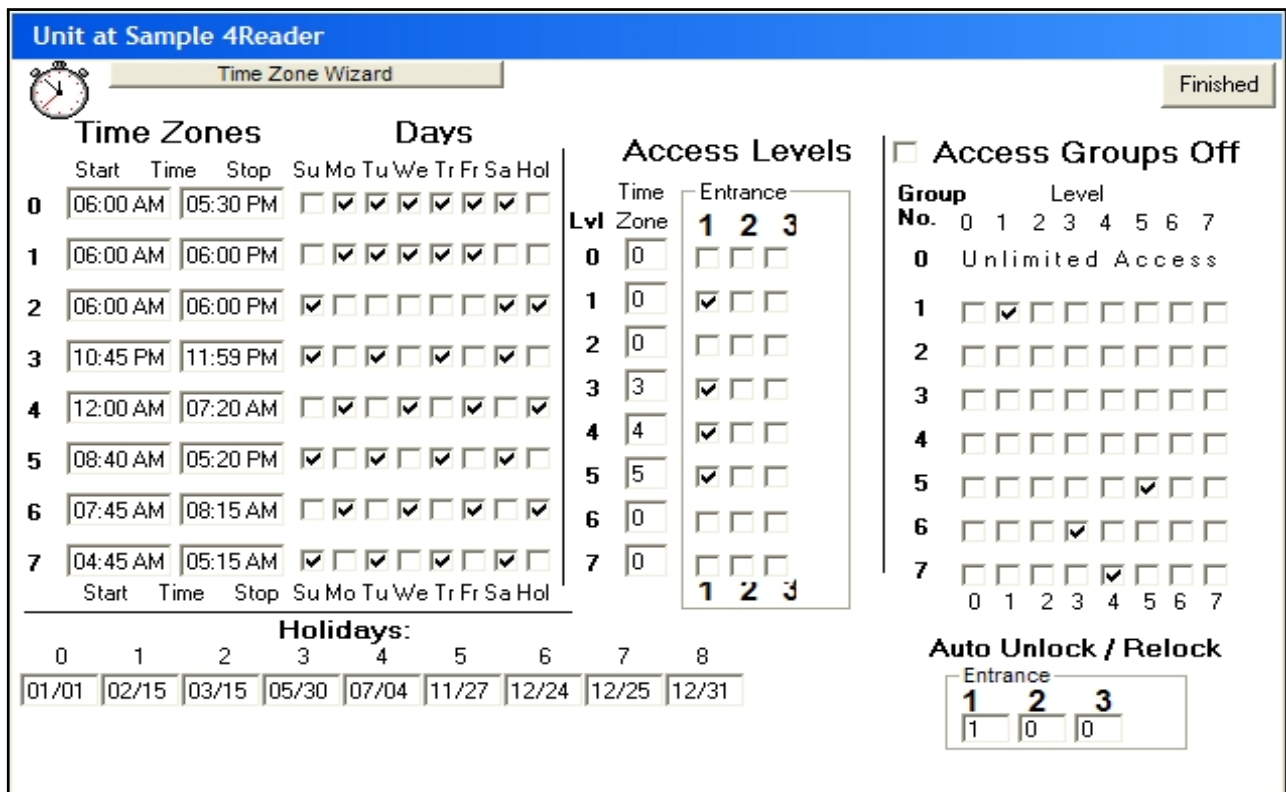 Unit at Sample 4Reader
Time Zone Wizard
Finished
Time Zones Days
Start Time Stop Su Mo Tu We Tr Fr Sa Hol
0 06:00 AM 05:30 PM
1 06:00 AM 06:00 PM
2 06:00 AM 06:00 PM
3 10:45 PM 11:59 PM
4 12:00 AM 07:20 AM
5 08:40 AM 05:20 PM
6 07:45 AM 08:15 AM
7 04:45 AM 05:15 AM
Start Time Stop Su Mo Tu We Tr Fr Sa Hol
Access Levels
Time Entrance
Lvl Zone 1 2 3
0 0
1 0
2 0
3 3
4 4
5 5
6 0
7 0
1 2 3
Access Groups Off
Group Level
No. 0 1 2 3 4 5 6 7
0 Unlimited Access
1
2
3
4
5
6
7
0 1 2 3 4 5 6 7
Holidays:
0 1 2 3 4 5 6 7 8
01/01 02/15 03/15 05/30 07/04 11/27 12/24 12/25 12/31
Auto Unlock / Relock
Entrance
1 2 3
1 0 0